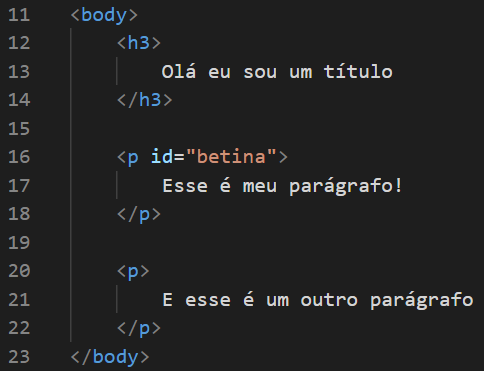 11 <body>
12 <h3>
13 Olá eu sou um título
14 </h3>
15
16 <p id="betina">
17 Esse é meu parágrafo!
18 </p>
19
20 <p>
21 E esse é um outro parágrafo
22 </p>
23 </body>